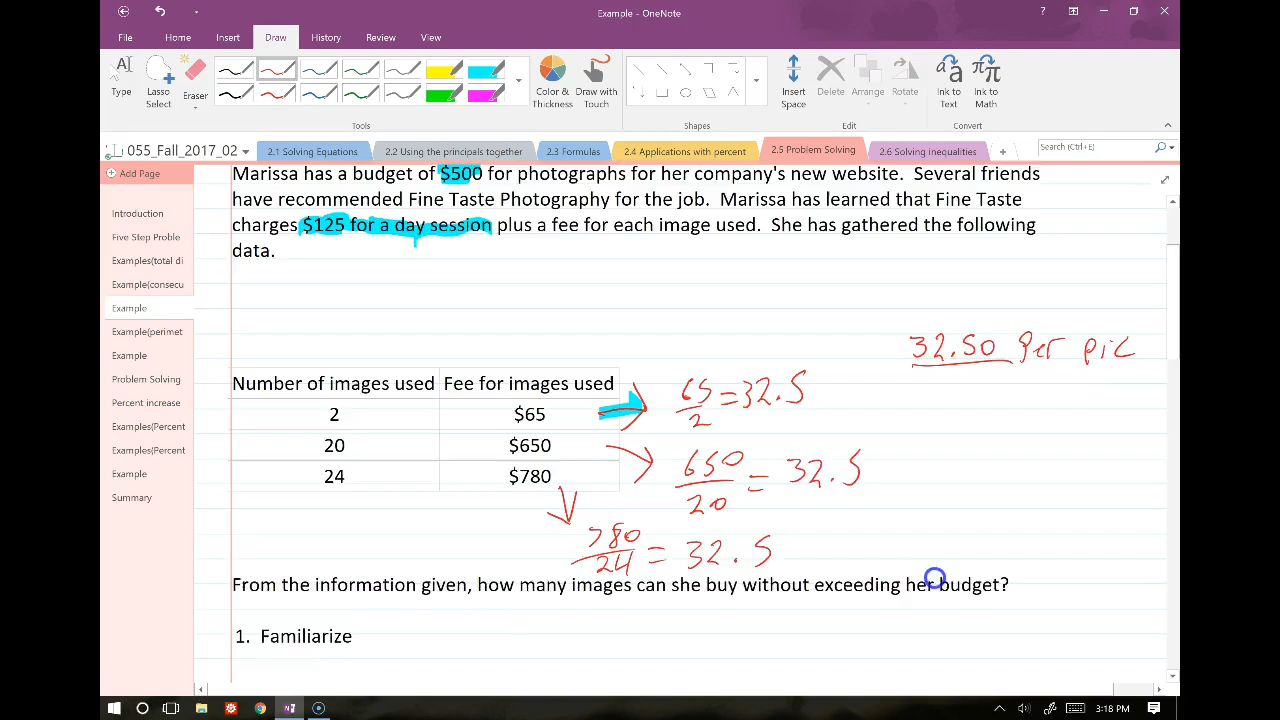 Example - OneNote
?
File Home Insert Draw History Review View
Type
Lasso Select
Eraser
Color & Thickness
Draw with Touch
Insert Space
Delete
Arrange
Rotate
Ink to Text
Ink to Math
Tools
Shapes
Edit
Convert
055_Fall_2017_02
2.1 Solving Equations
2.2 Using the principals together
2.3 Formulas
2.4 Applications with percent
2.5 Problem Solving
2.6 Solving inequalities
Search (Ctrl+E)
Add Page
Introduction
Five Step Proble
Examples(total di
Example(consecu
Example
Example(perimet
Example
Problem Solving
Percent increase
Examples(Percent
Examples(Percent
Example
Summary
Marissa has a budget of $500 for photographs for her company's new website. Several friends
have recommended Fine Taste Photography for the job. Marissa has learned that Fine Taste
charges $125 for a day session plus a fee for each image used. She has gathered the following
data.
32.50 Per pic
Number of images used Fee for images used
2 $65
65/2 = 32.5
20 $650
650/20 = 32.5
24 $780
780/24 = 32.5
From the information given, how many images can she buy without exceeding her budget?
1. Familiarize
3:18 PM